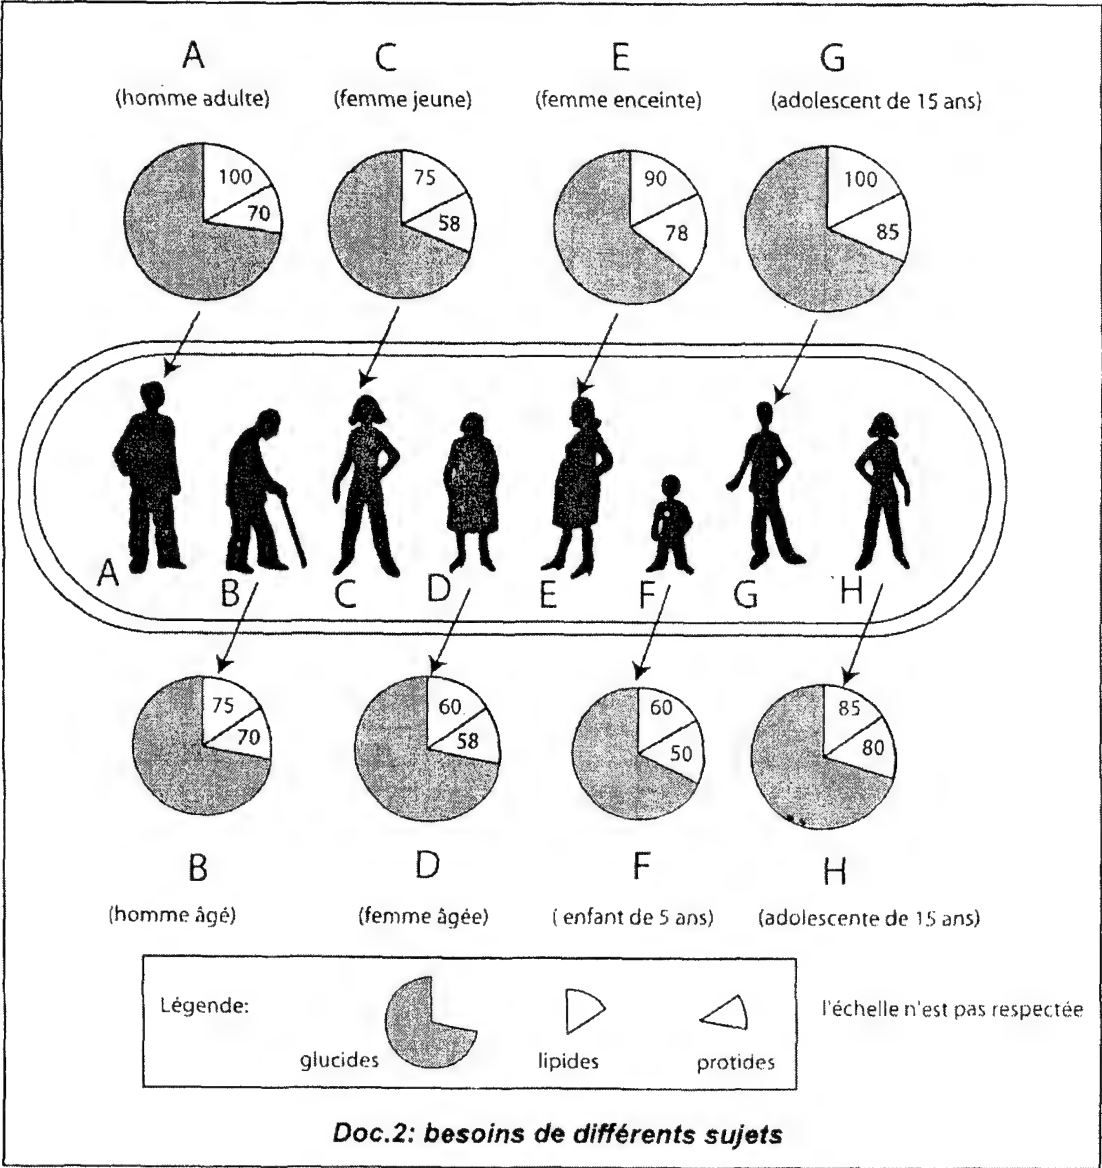 A C E G
(homme adulte) (femme jeune) (femme enceinte) (adolescent de 15 ans)
100 75 90 100
70 58 78 85
A B C D E F G H
75 60 60 85
70 58 50 80
B D F H
(homme âgé) (femme âgée) ( enfant de 5 ans) (adolescente de 15 ans)
Légende: l'échelle n'est pas respectée
glucides lipides protides
Doc.2: besoins de différents sujets